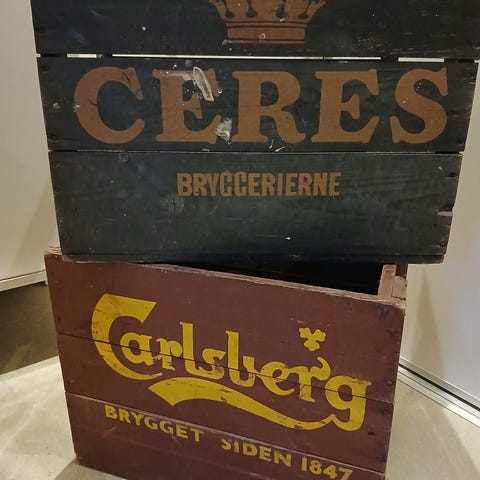 CERES
BRYGGERIERNE
Carlsberg
BRYGGET SIDEN 1847